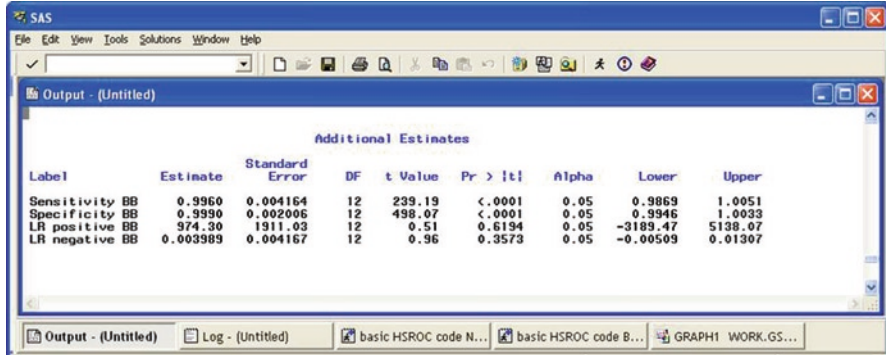 SAS
File Edit View Tools Solutions Window Help
Output - (Untitled)
Additional Estimates
Standard
Label Estimate Error DF t Value Pr > |t| Alpha Lower Upper
Sensitivity BB 0.9960 0.004164 12 239.19 <.0001 0.05 0.9869 1.0051
Specificity BB 0.9990 0.002006 12 498.07 <.0001 0.05 0.9946 1.0033
LR positive BB 974.30 1911.03 12 0.51 0.6194 0.05 -3189.47 5138.07
LR negative BB 0.003989 0.004167 12 0.96 0.3573 0.05 -0.00509 0.01307
Output - (Untitled) Log - (Untitled) basic HSROC code N... basic HSROC code B... GRAPH1 WORK.GS...